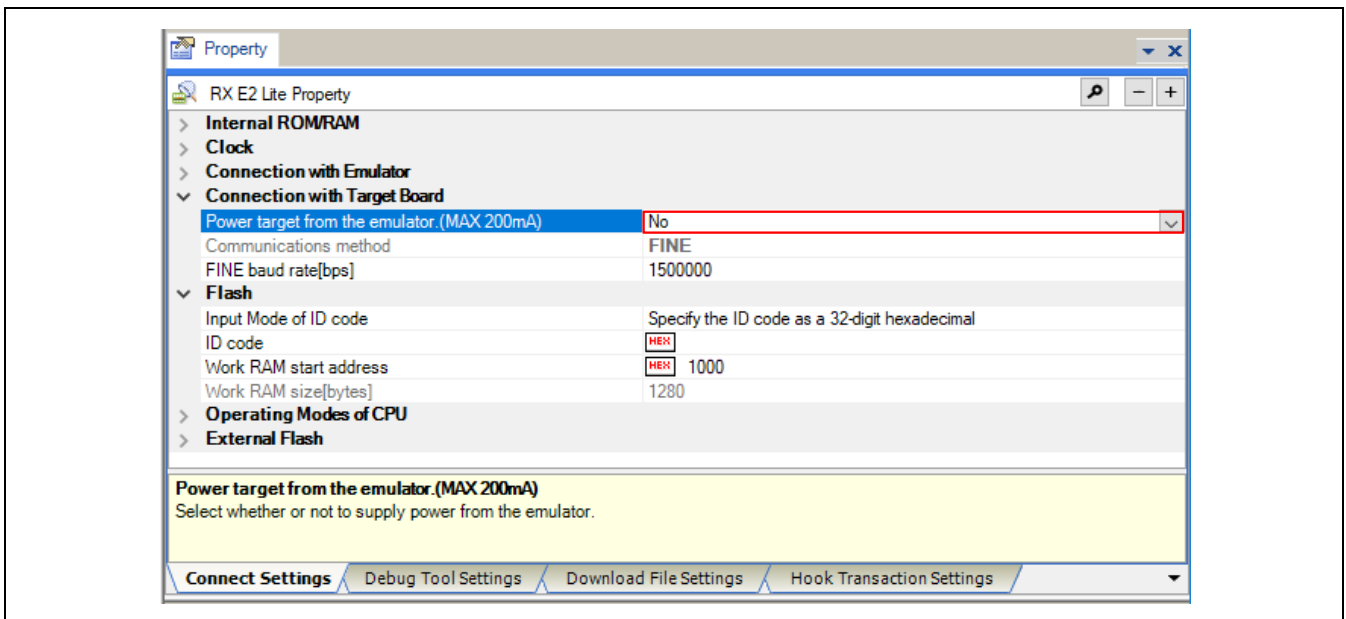 Property
RX E2 Lite Property
Internal ROM/RAM
Clock
Connection with Emulator
Connection with Target Board
Power target from the emulator.(MAX 200mA) No
Communications method FINE
FINE baud rate[bps] 1500000
Flash
Input Mode of ID code Specify the ID code as a 32-digit hexadecimal
ID code HEX
Work RAM start address HEX 1000
Work RAM size[bytes] 1280
Operating Modes of CPU
External Flash
Power target from the emulator.(MAX 200mA)
Select whether or not to supply power from the emulator.
Connect Settings Debug Tool Settings Download File Settings Hook Transaction Settings